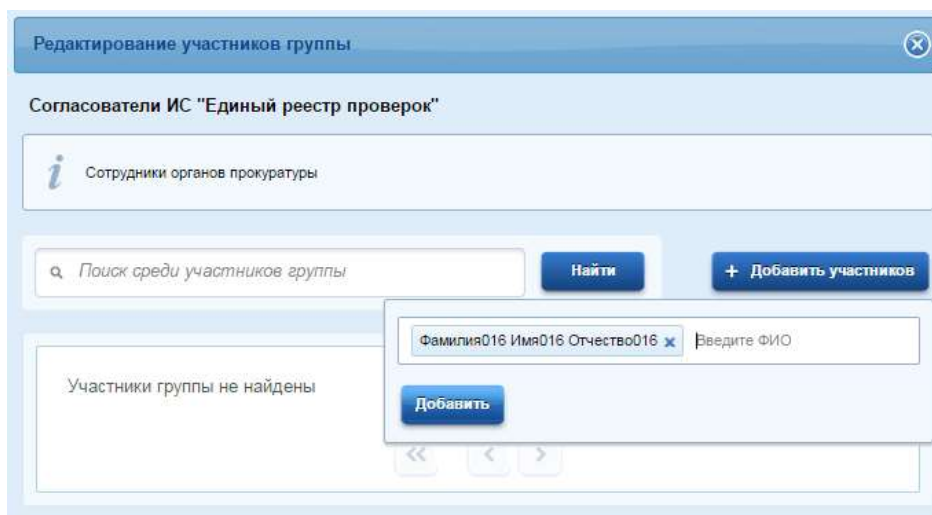 Редактирование участников группы
Согласователи ИС "Единый реестр проверок"
Сотрудники органов прокуратуры
Поиск среди участников группы
Найти
+ Добавить участников
Фамилия016 Имя016 Отчество016 x Введите ФИО
Участники группы не найдены
Добавить